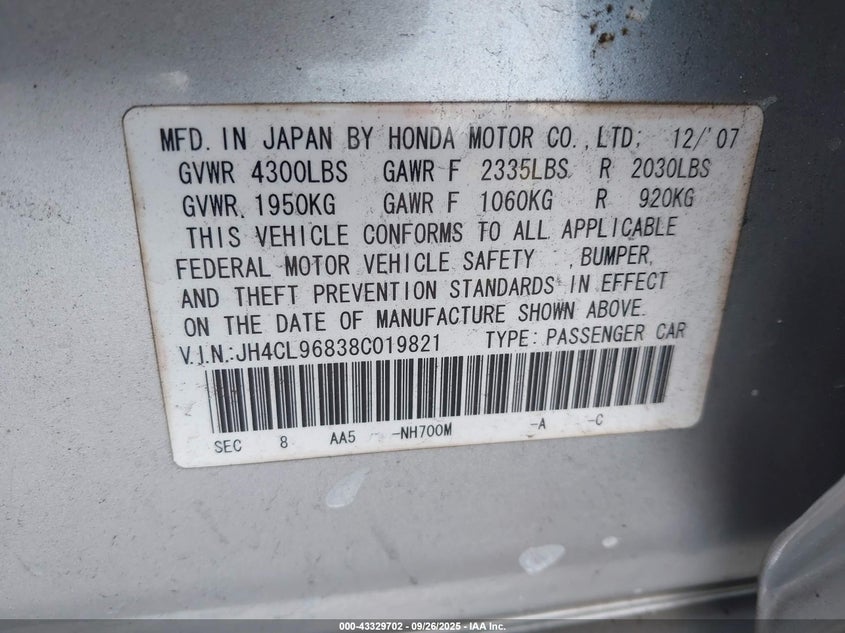 MFD. IN JAPAN BY HONDA MOTOR CO., LTD. 12/'07
GVWR 4300LBS GAWR F 2335LBS R 2030LBS
GVWR 1950KG GAWR F 1060KG R 920KG
THIS VEHICLE CONFORMS TO ALL APPLICABLE
FEDERAL MOTOR VEHICLE SAFETY , BUMPER,
AND THEFT PREVENTION STANDARDS IN EFFECT
ON THE DATE OF MANUFACTURE SHOWN ABOVE.
V.I.N.:JH4CL96838C019821 TYPE: PASSENGER CAR
SEC 8 AA5 -NH700M -A -C
000-43329702 - 09/26/2025 - IAA Inc.